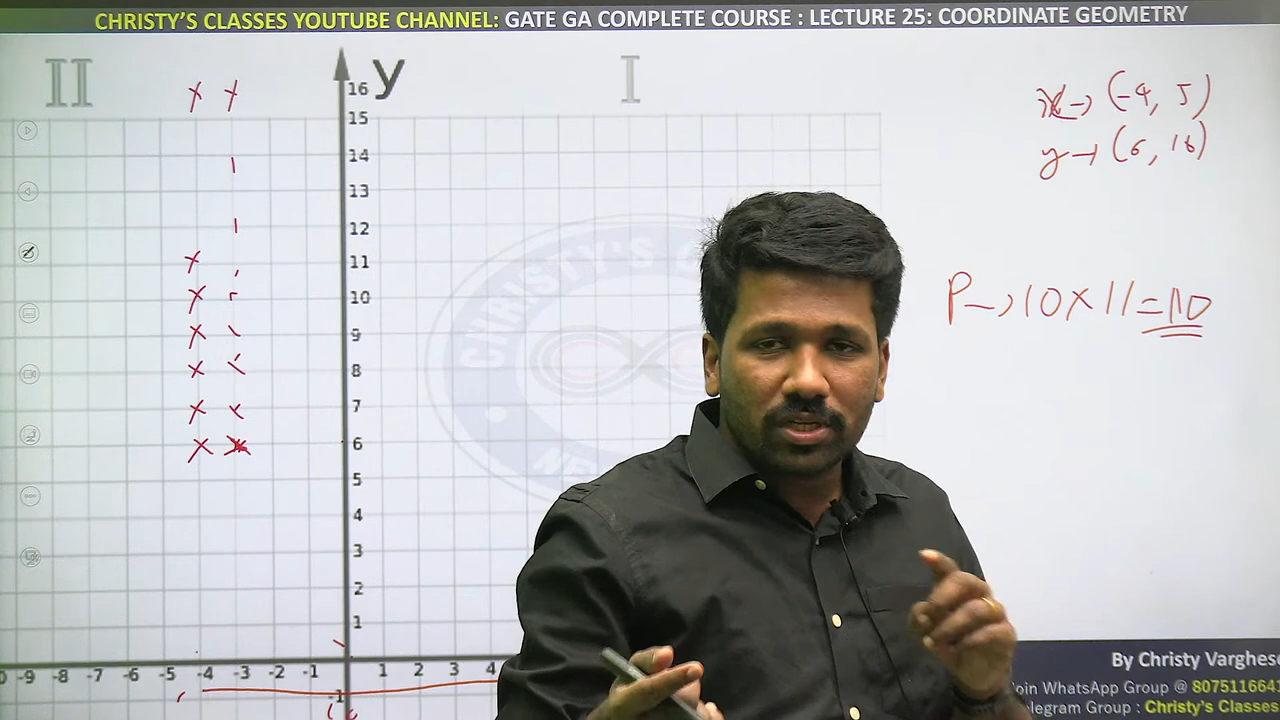 CHRISTY'S CLASSES YOUTUBE CHANNEL: GATE GA COMPLETE COURSE : LECTURE 25: COORDINATE GEOMETRY
II
I
y
16
15
14
13
12
11
10
9
8
7
6
5
4
3
2
1
-9 -8 -7 -6 -5 -4 -3 -2 -1 1 2 3 4
-1
x→ (-4, 5)
y→ (6, 16)
P→ 10 × 11 = 110
CHRISTY'S
By Christy Varghese
Join WhatsApp Group @ 807511664
Telegram Group : Christy's Classes